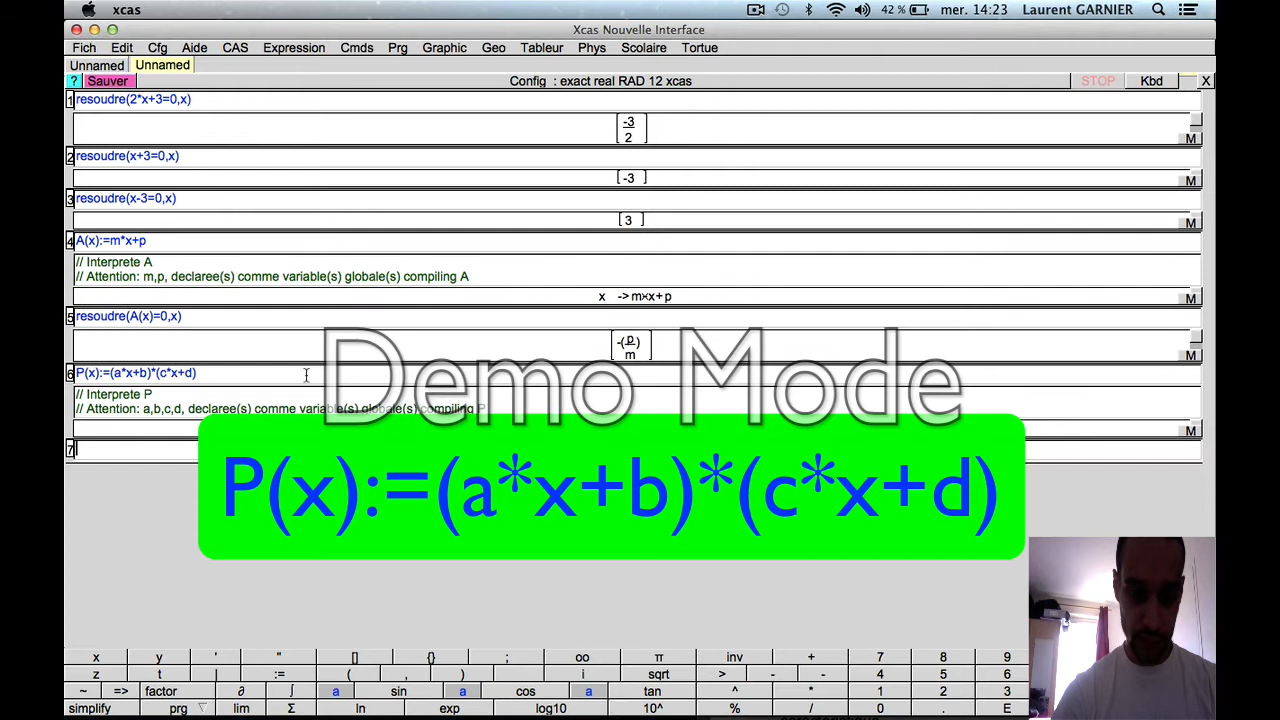 xcas
42 %
mer. 14:23
Laurent GARNIER
Xcas Nouvelle Interface
Fich Edit Cfg Aide CAS Expression Cmds Prg Graphic Geo Tableur Phys Scolaire Tortue
Unnamed Unnamed
? Sauver Config : exact real RAD 12 xcas STOP Kbd X
1 resoudre(2*x+3=0,x)
-3
2
M
2 resoudre(x+3=0,x)
[ -3 ]
M
3 resoudre(x-3=0,x)
[ 3 ]
M
4 A(x):=m*x+p
// Interprete A
// Attention: m,p, declaree(s) comme variable(s) globale(s) compiling A
x ->m×x+p
M
5 resoudre(A(x)=0,x)
-(p
m)
M
6 P(x):=(a*x+b)*(c*x+d)
// Interprete P
// Attention: a,b,c,d, declaree(s) comme variable(s) globale(s) compiling P
M
7
Demo Mode
P(x):=(a*x+b)*(c*x+d)
x y ' " [] {} ; oo π inv + 7 8 9
z t | := ( , ) i sqrt > - - 4 5 6
~ => factor ∂ ∫ a sin a cos a tan ^ * 1 2 3
simplify prg lim Σ ln exp log10 10^ % / 0 . E